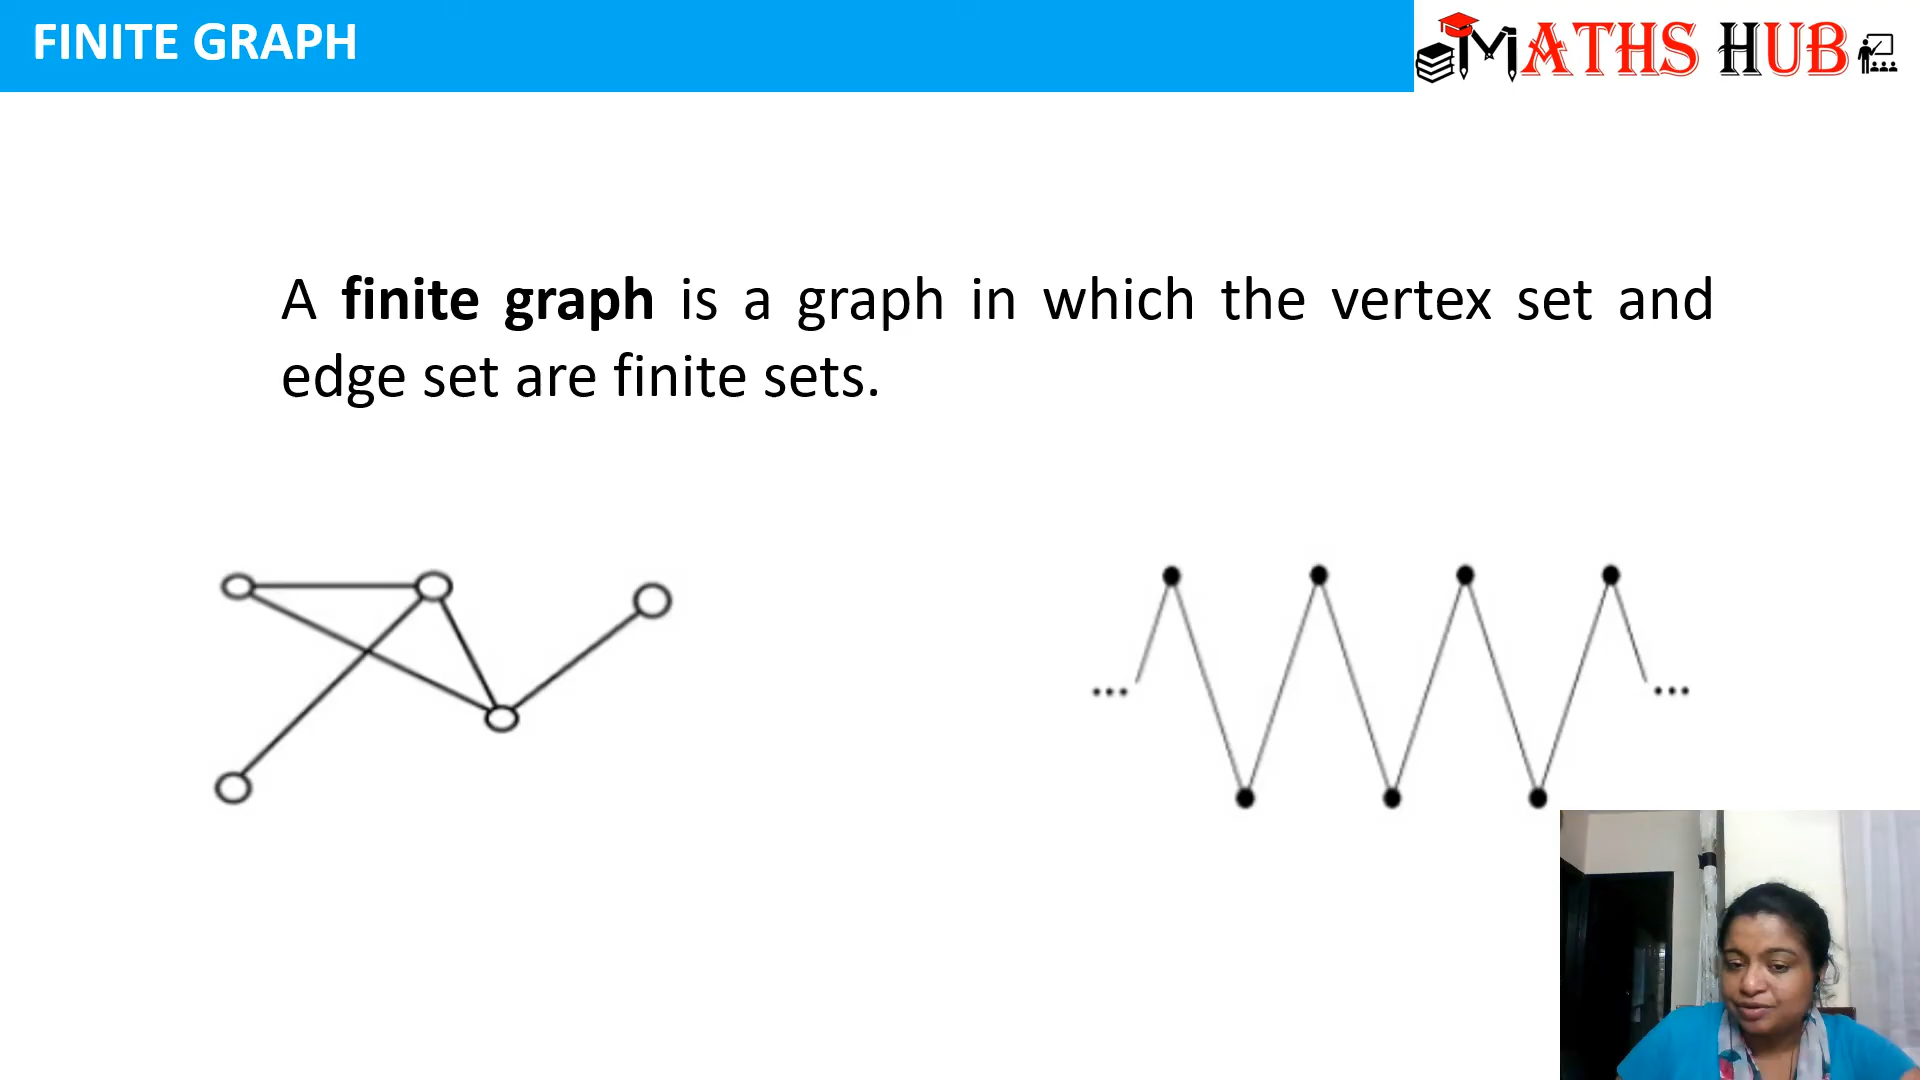 FINITE GRAPH
MATHS HUB
A finite graph is a graph in which the vertex set and
edge set are finite sets.
...
...